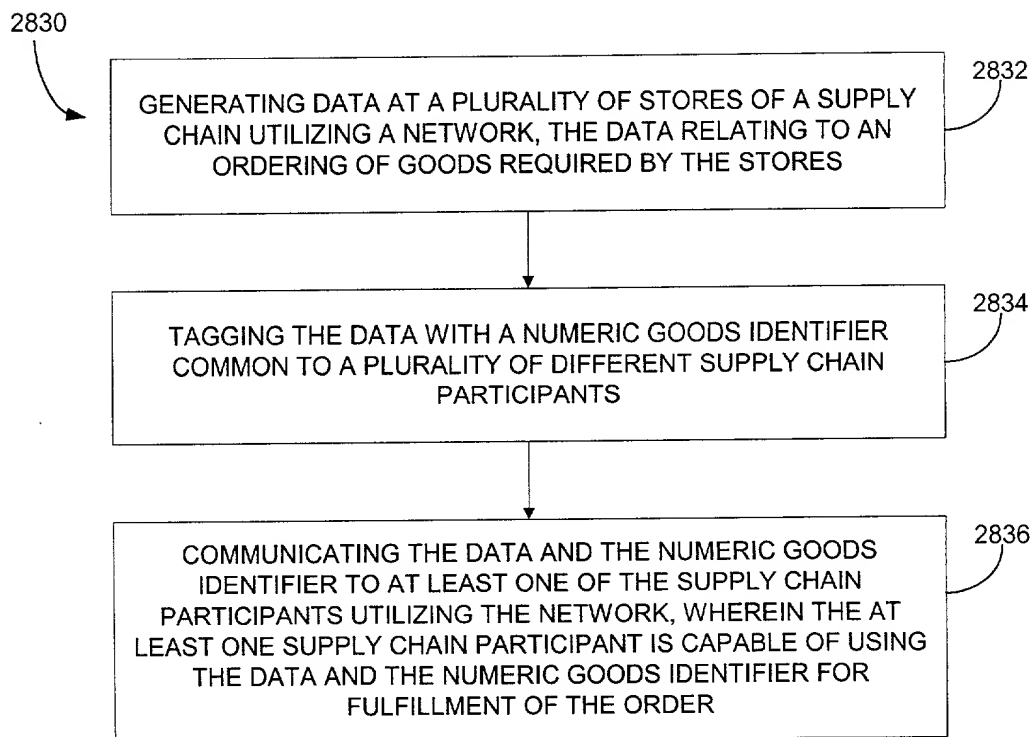 2830
2832
GENERATING DATA AT A PLURALITY OF STORES OF A SUPPLY
CHAIN UTILIZING A NETWORK, THE DATA RELATING TO AN
ORDERING OF GOODS REQUIRED BY THE STORES
2834
TAGGING THE DATA WITH A NUMERIC GOODS IDENTIFIER
COMMON TO A PLURALITY OF DIFFERENT SUPPLY CHAIN
PARTICIPANTS
2836
COMMUNICATING THE DATA AND THE NUMERIC GOODS
IDENTIFIER TO AT LEAST ONE OF THE SUPPLY CHAIN
PARTICIPANTS UTILIZING THE NETWORK, WHEREIN THE AT
LEAST ONE SUPPLY CHAIN PARTICIPANT IS CAPABLE OF USING
THE DATA AND THE NUMERIC GOODS IDENTIFIER FOR
FULFILLMENT OF THE ORDER